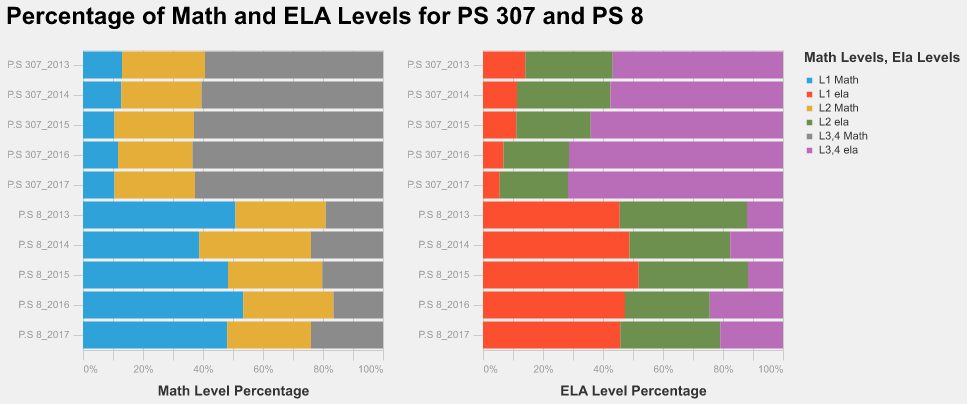 Percentage of Math and ELA Levels for PS 307 and PS 8
P.S 307_2013
P.S 307_2014
P.S 307_2015
P.S 307_2016
P.S 307_2017
P.S 8_2013
P.S 8_2014
P.S 8_2015
P.S 8_2016
P.S 8_2017
0% 20% 40% 60% 80% 100%
Math Level Percentage
P.S 307_2013
P.S 307_2014
P.S 307_2015
P.S 307_2016
P.S 307_2017
P.S 8_2013
P.S 8_2014
P.S 8_2015
P.S 8_2016
P.S 8_2017
0% 20% 40% 60% 80% 100%
ELA Level Percentage
Math Levels, Ela Levels
L1 Math
L1 ela
L2 Math
L2 ela
L3,4 Math
L3,4 ela